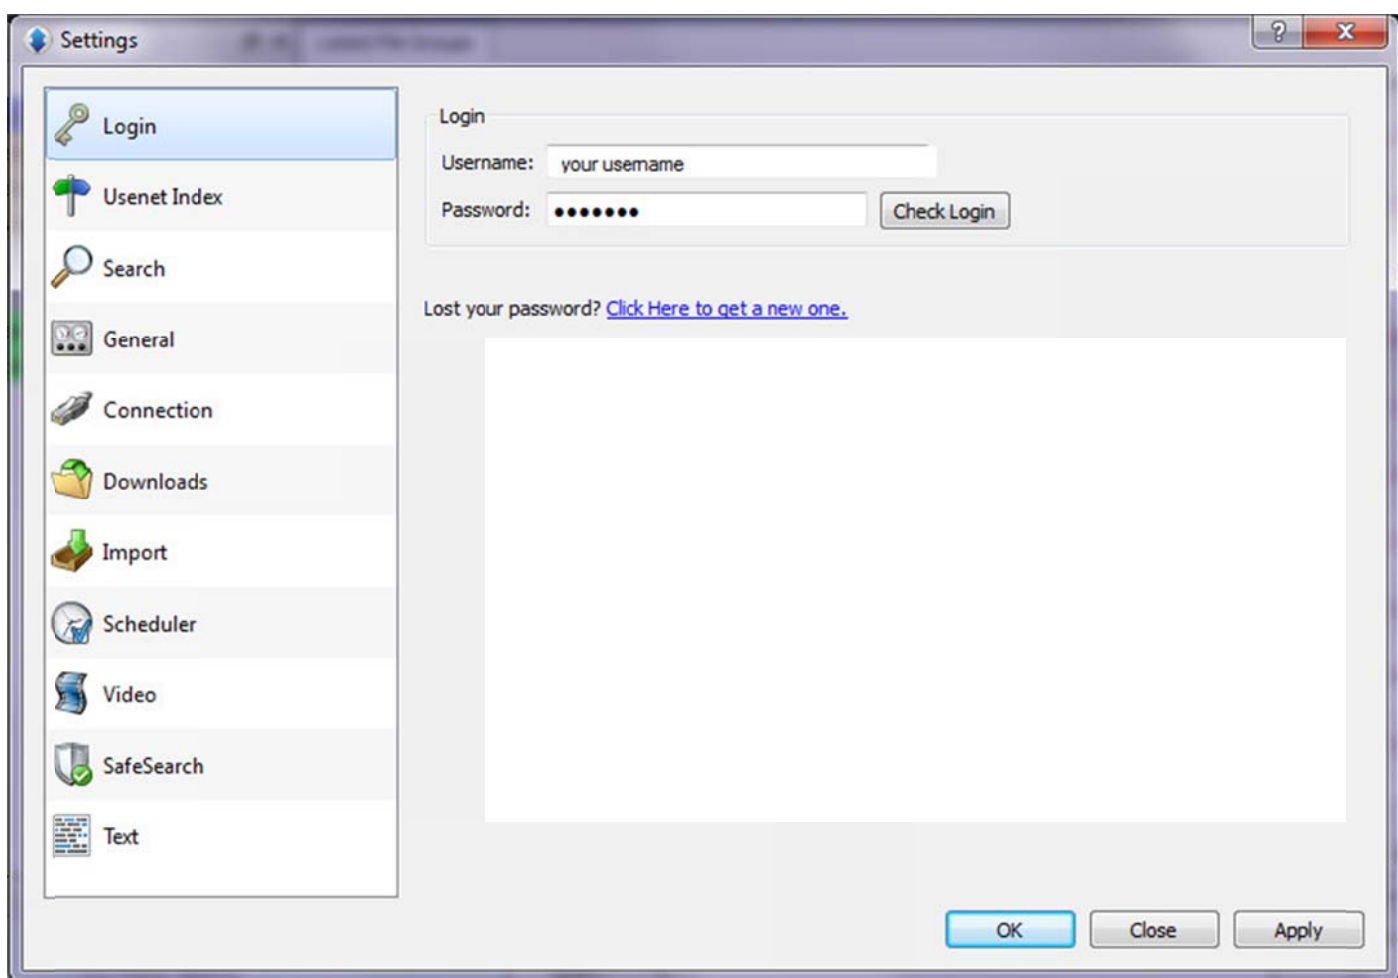 Settings
?
X
Login
Usenet Index
Search
General
Connection
Downloads
Import
Scheduler
Video
SafeSearch
Text
Login
Username: your username
Password: ●●●●●●● Check Login
Lost your password? Click Here to get a new one.
OK Close Apply